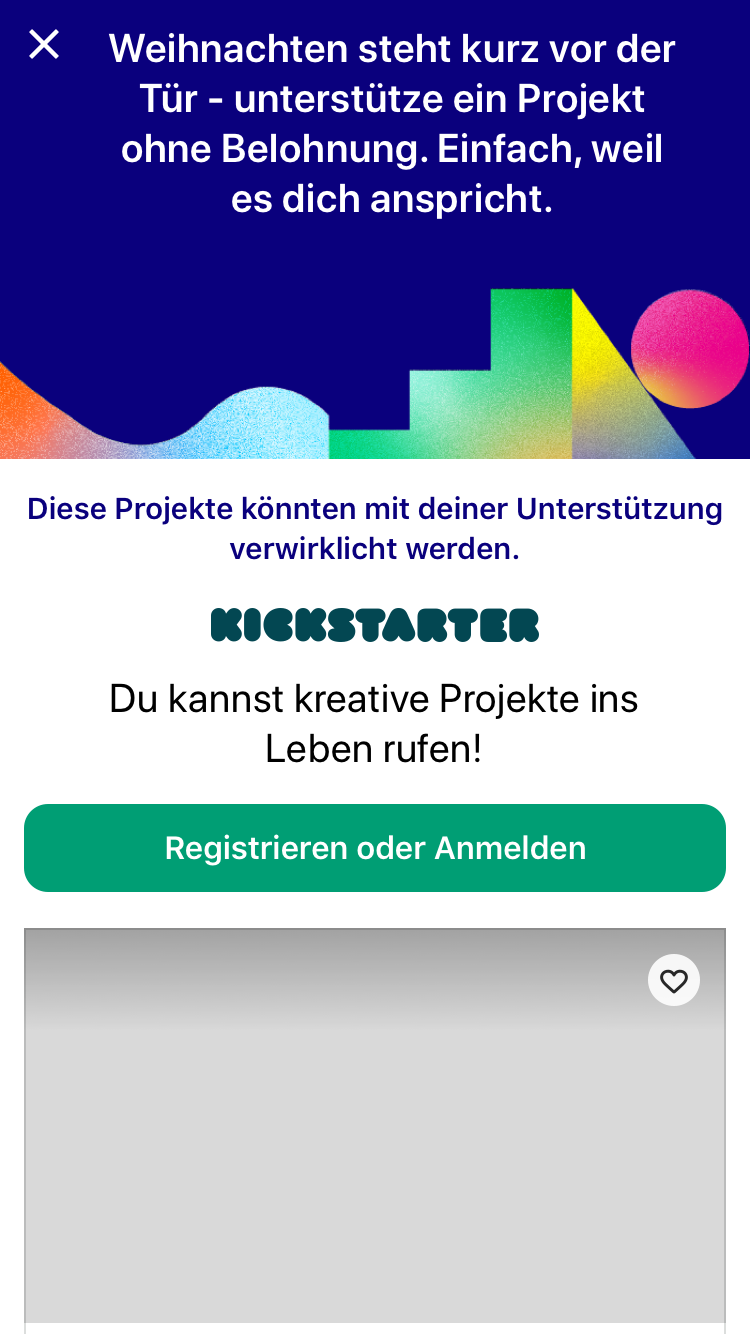 Weihnachten steht kurz vor der
Tür - unterstütze ein Projekt
ohne Belohnung. Einfach, weil
es dich anspricht.
Diese Projekte könnten mit deiner Unterstützung
verwirklicht werden.
KICKSTARTER
Du kannst kreative Projekte ins
Leben rufen!
Registrieren oder Anmelden